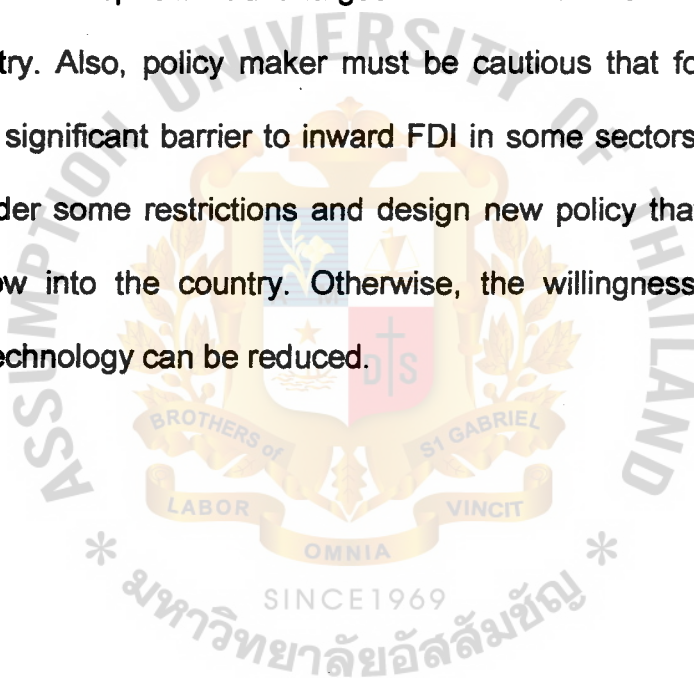 try. Also, policy maker must be cautious that fo
significant barrier to inward FDI in some sectors
der some restrictions and design new policy tha
ow into the country. Otherwise, the willingness
echnology can be reduced.
ASSUMPTION UNIVERSITY OF THAILAND
D S
BROTHERS of ST GABRIEL
LABOR
VINCIT
OMNIA
SINCE 1969
* มหาวิทยาลัยอัสสัมชัญ *